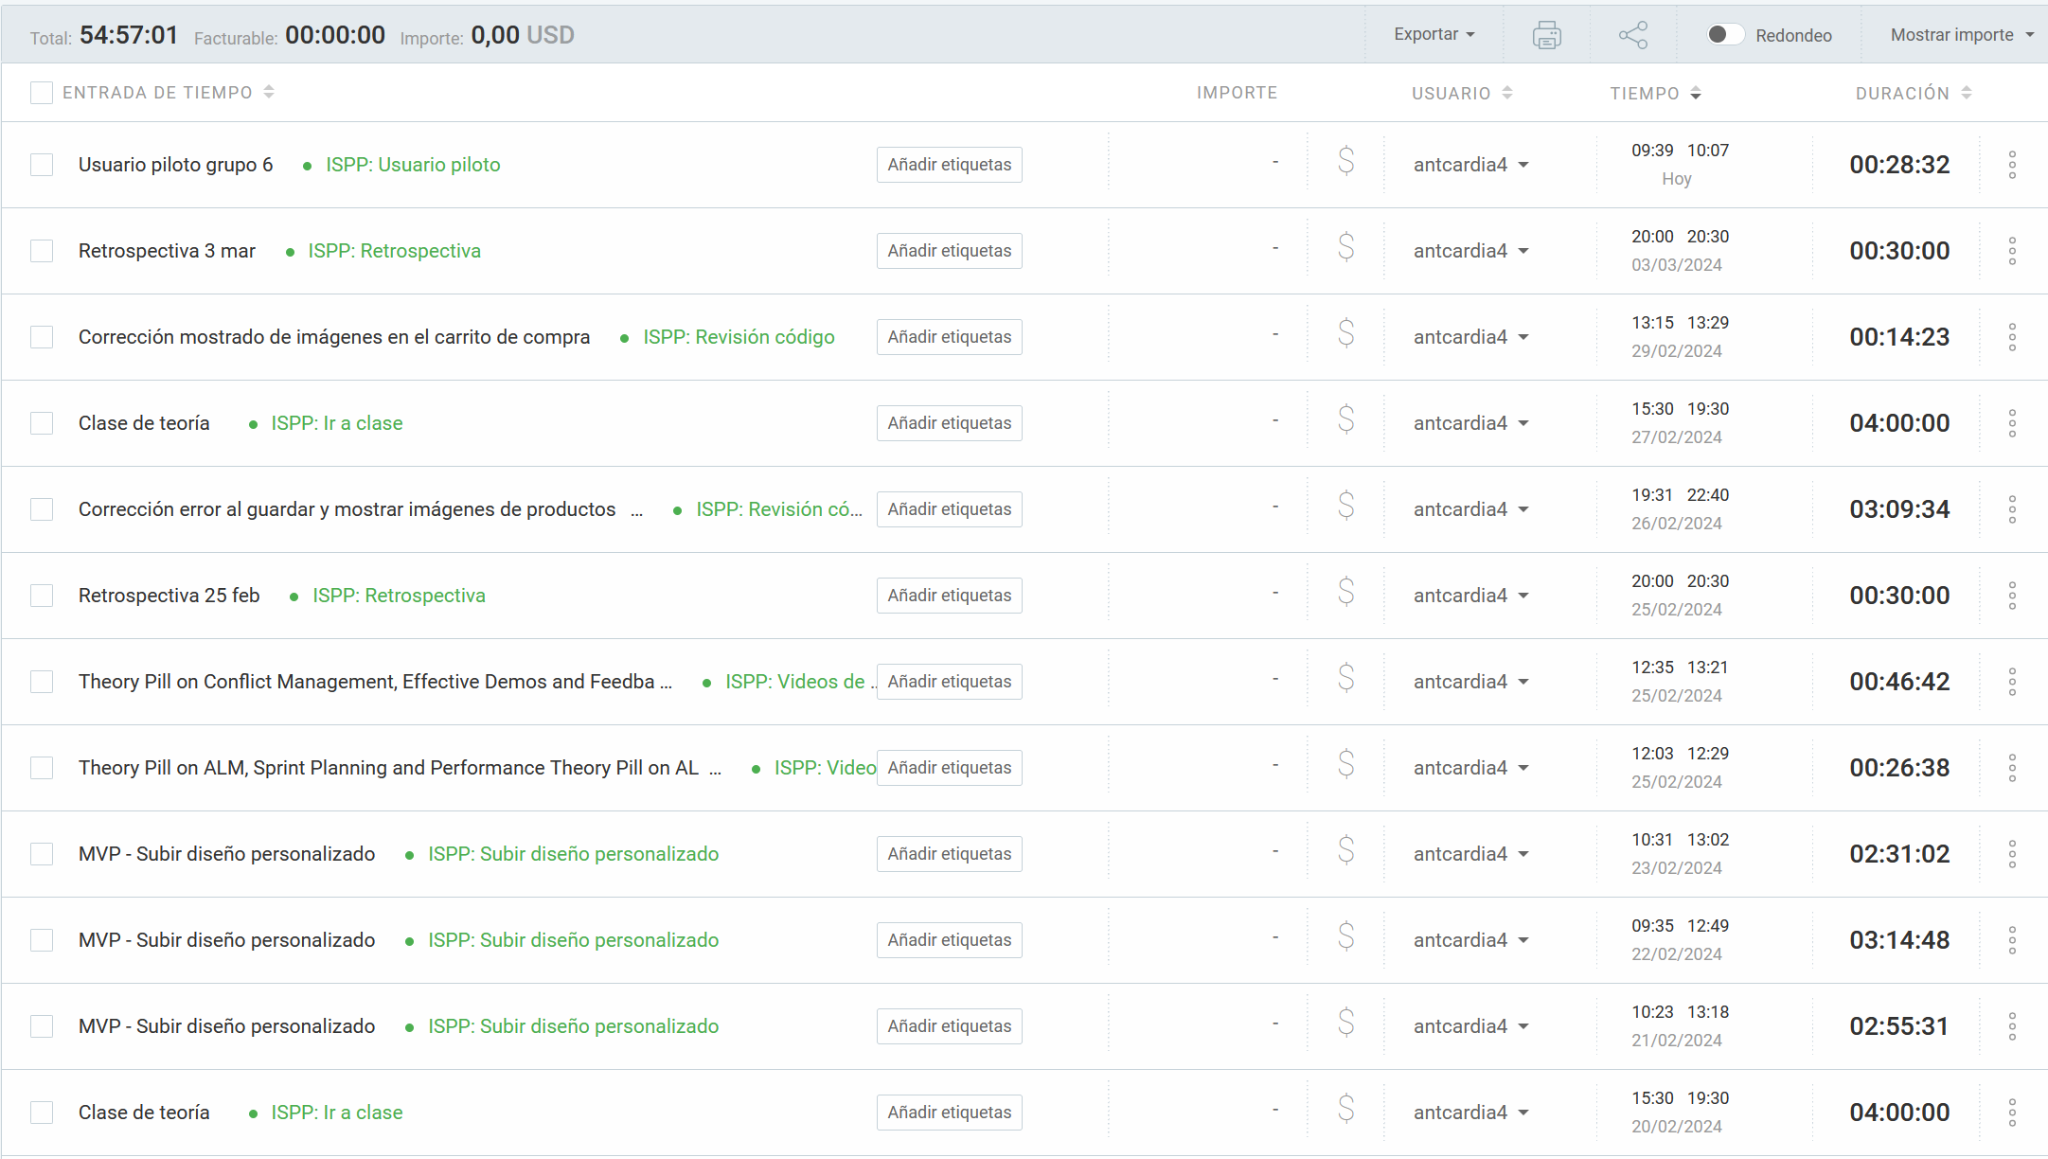 Total: 54:57:01 Facturable: 00:00:00 Importe: 0,00 USD Exportar Redondeo Mostrar importe
ENTRADA DE TIEMPO IMPORTE USUARIO TIEMPO DURACIÓN
Usuario piloto grupo 6 ISPP: Usuario piloto Añadir etiquetas - $ antcardia4 09:39 10:07 00:28:32
Hoy
Retrospectiva 3 mar ISPP: Retrospectiva Añadir etiquetas - $ antcardia4 20:00 20:30 00:30:00
03/03/2024
Corrección mostrado de imágenes en el carrito de compra ISPP: Revisión código Añadir etiquetas - $ antcardia4 13:15 13:29 00:14:23
29/02/2024
Clase de teoría ISPP: Ir a clase Añadir etiquetas - $ antcardia4 15:30 19:30 04:00:00
27/02/2024
Corrección error al guardar y mostrar imágenes de productos ... ISPP: Revisión có... Añadir etiquetas - $ antcardia4 19:31 22:40 03:09:34
26/02/2024
Retrospectiva 25 feb ISPP: Retrospectiva Añadir etiquetas - $ antcardia4 20:00 20:30 00:30:00
25/02/2024
Theory Pill on Conflict Management, Effective Demos and Feedba ... ISPP: Videos de .. Añadir etiquetas - $ antcardia4 12:35 13:21 00:46:42
25/02/2024
Theory Pill on ALM, Sprint Planning and Performance Theory Pill on AL ... ISPP: Video Añadir etiquetas - $ antcardia4 12:03 12:29 00:26:38
25/02/2024
MVP - Subir diseño personalizado ISPP: Subir diseño personalizado Añadir etiquetas - $ antcardia4 10:31 13:02 02:31:02
23/02/2024
MVP - Subir diseño personalizado ISPP: Subir diseño personalizado Añadir etiquetas - $ antcardia4 09:35 12:49 03:14:48
22/02/2024
MVP - Subir diseño personalizado ISPP: Subir diseño personalizado Añadir etiquetas - $ antcardia4 10:23 13:18 02:55:31
21/02/2024
Clase de teoría ISPP: Ir a clase Añadir etiquetas - $ antcardia4 15:30 19:30 04:00:00
20/02/2024